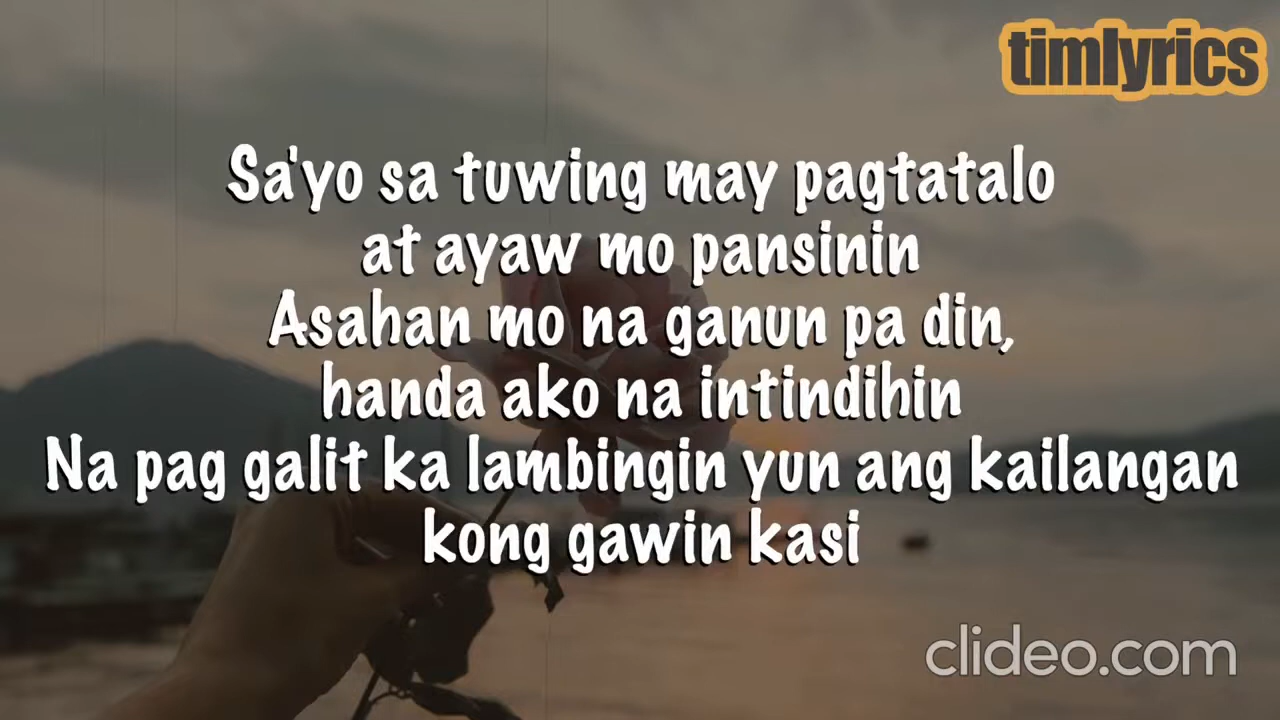 timlyrics
Sa'yo sa tuwing may pagtatalo
at ayaw mo pansinin
Asahan mo na ganun pa din,
handa ako na intindihin
Na pag galit ka lambingin yun ang kailangan
kong gawin kasi
clideo.com